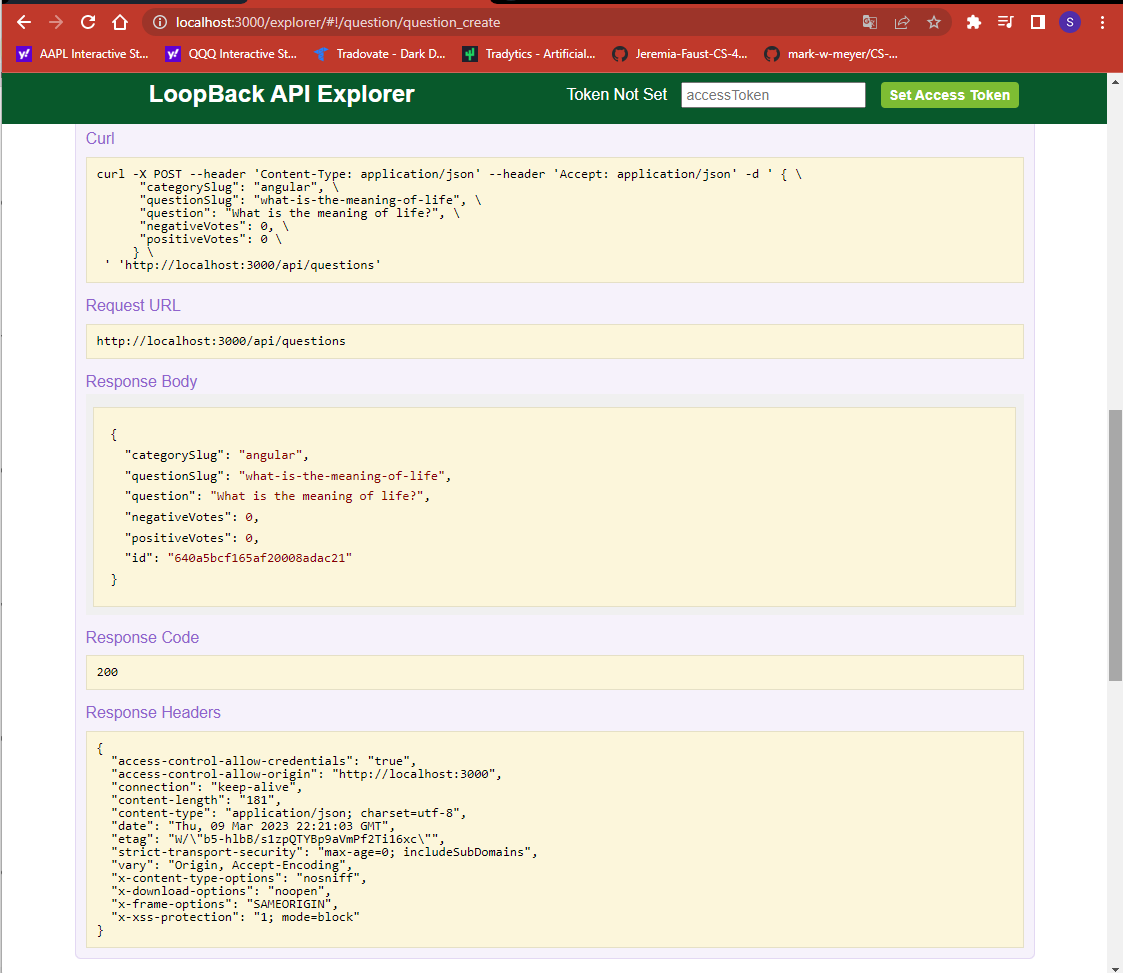 localhost:3000/explorer/#!/question/question_create
S
AAPL Interactive St... QQQ Interactive St... Tradovate - Dark D... Tradytics - Artificial... Jeremia-Faust-CS-4... mark-w-meyer/CS-...
LoopBack API Explorer Token Not Set accessToken Set Access Token
Curl
curl -X POST --header 'Content-Type: application/json' --header 'Accept: application/json' -d ' { \
"categorySlug": "angular", \
"questionSlug": "what-is-the-meaning-of-life", \
"question": "What is the meaning of life?", \
"negativeVotes": 0, \
"positiveVotes": 0 \
} \
' 'http://localhost:3000/api/questions'
Request URL
http://localhost:3000/api/questions
Response Body
{
"categorySlug": "angular",
"questionSlug": "what-is-the-meaning-of-life",
"question": "What is the meaning of life?",
"negativeVotes": 0,
"positiveVotes": 0,
"id": "640a5bcf165af20008adac21"
}
Response Code
200
Response Headers
{
"access-control-allow-credentials": "true",
"access-control-allow-origin": "http://localhost:3000",
"connection": "keep-alive",
"content-length": "181",
"content-type": "application/json; charset=utf-8",
"date": "Thu, 09 Mar 2023 22:21:03 GMT",
"etag": "W/\"b5-hlbB/s1zpQTYBp9aVmPf2Ti16xc\"",
"strict-transport-security": "max-age=0; includeSubDomains",
"vary": "Origin, Accept-Encoding",
"x-content-type-options": "nosniff",
"x-download-options": "noopen",
"x-frame-options": "SAMEORIGIN",
"x-xss-protection": "1; mode=block"
}